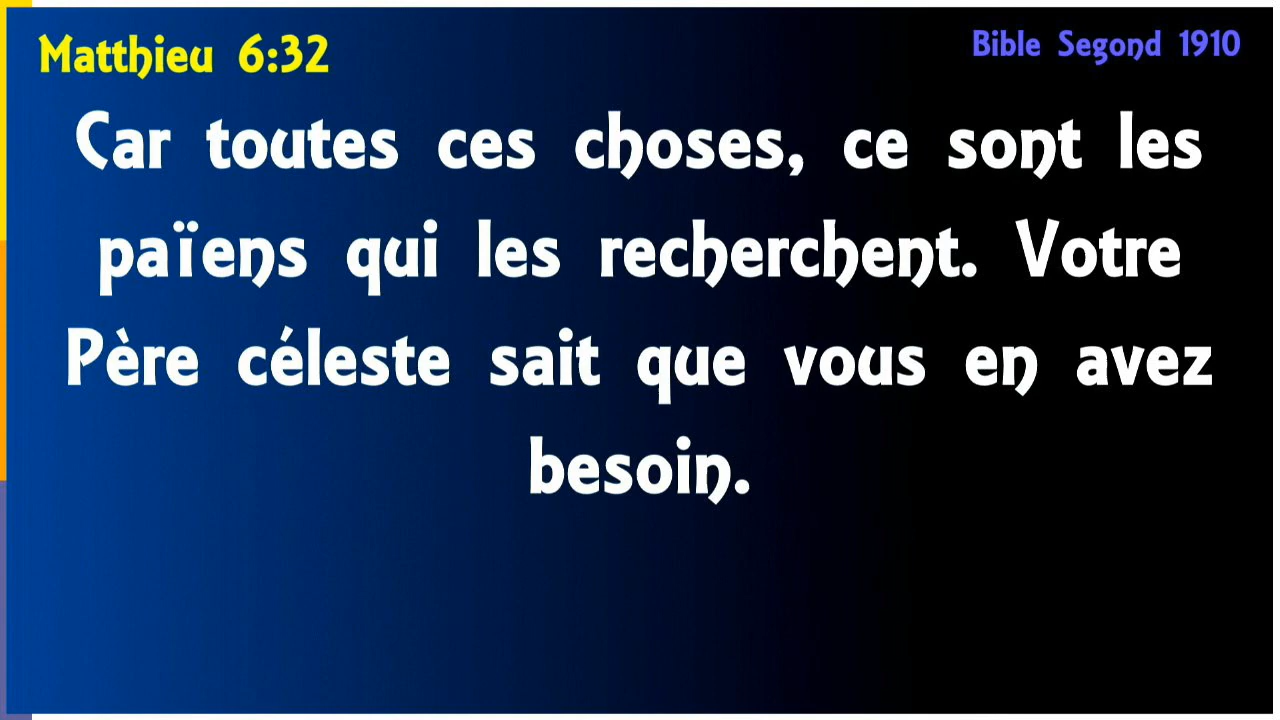 Matthieu 6:32
Bible Segond 1910
Car toutes ces choses, ce sont les
païens qui les recherchent. Votre
Père céleste sait que vous en avez
besoin.